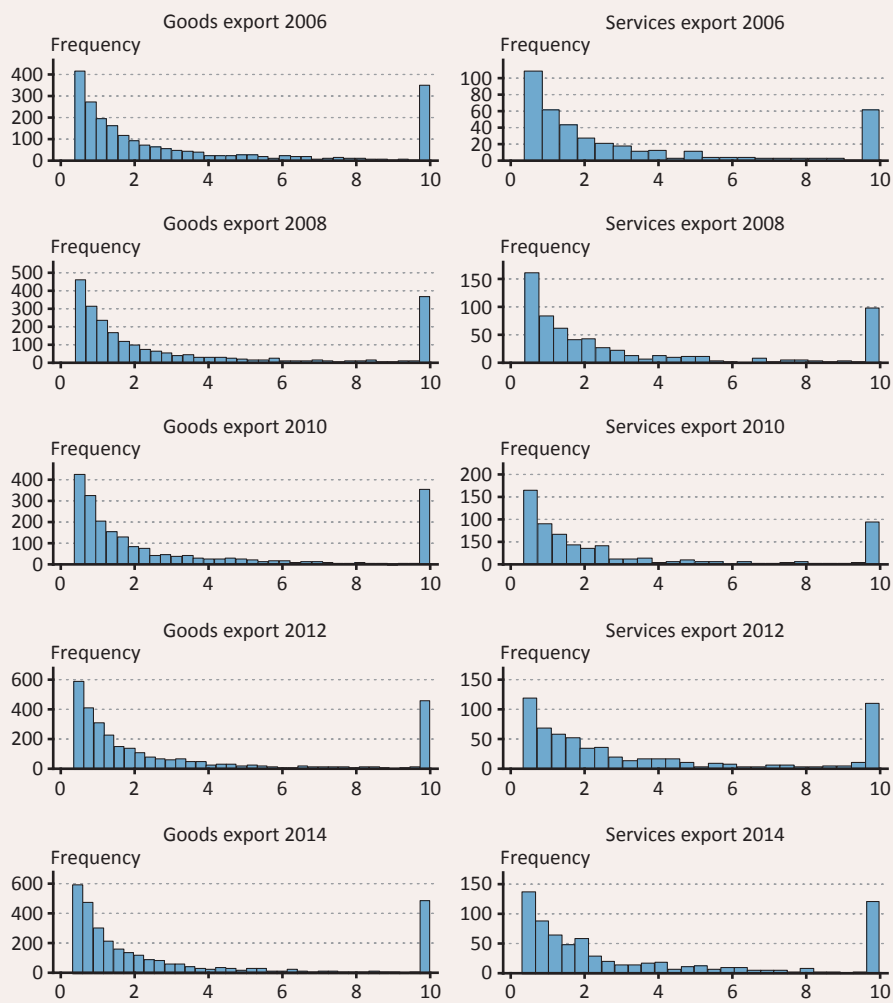 Goods export 2006
Frequency
400
300
200
100
0
0 2 4 6 8 10
Services export 2006
Frequency
100
80
60
40
20
0
0 2 4 6 8 10
Goods export 2008
Frequency
500
400
300
200
100
0
0 2 4 6 8 10
Services export 2008
Frequency
150
100
50
0
0 2 4 6 8 10
Goods export 2010
Frequency
400
300
200
100
0
0 2 4 6 8 10
Services export 2010
Frequency
200
150
100
150
0
0 2 4 6 8 10
Goods export 2012
Frequency
600
400
200
0
0 2 4 6 8 10
Services export 2012
Frequency
150
100
50
0
0 2 4 6 8 10
Goods export 2014
Frequency
600
400
200
0
0 2 4 6 8 10
Services export 2014
Frequency
150
100
50
0
0 2 4 6 8 10